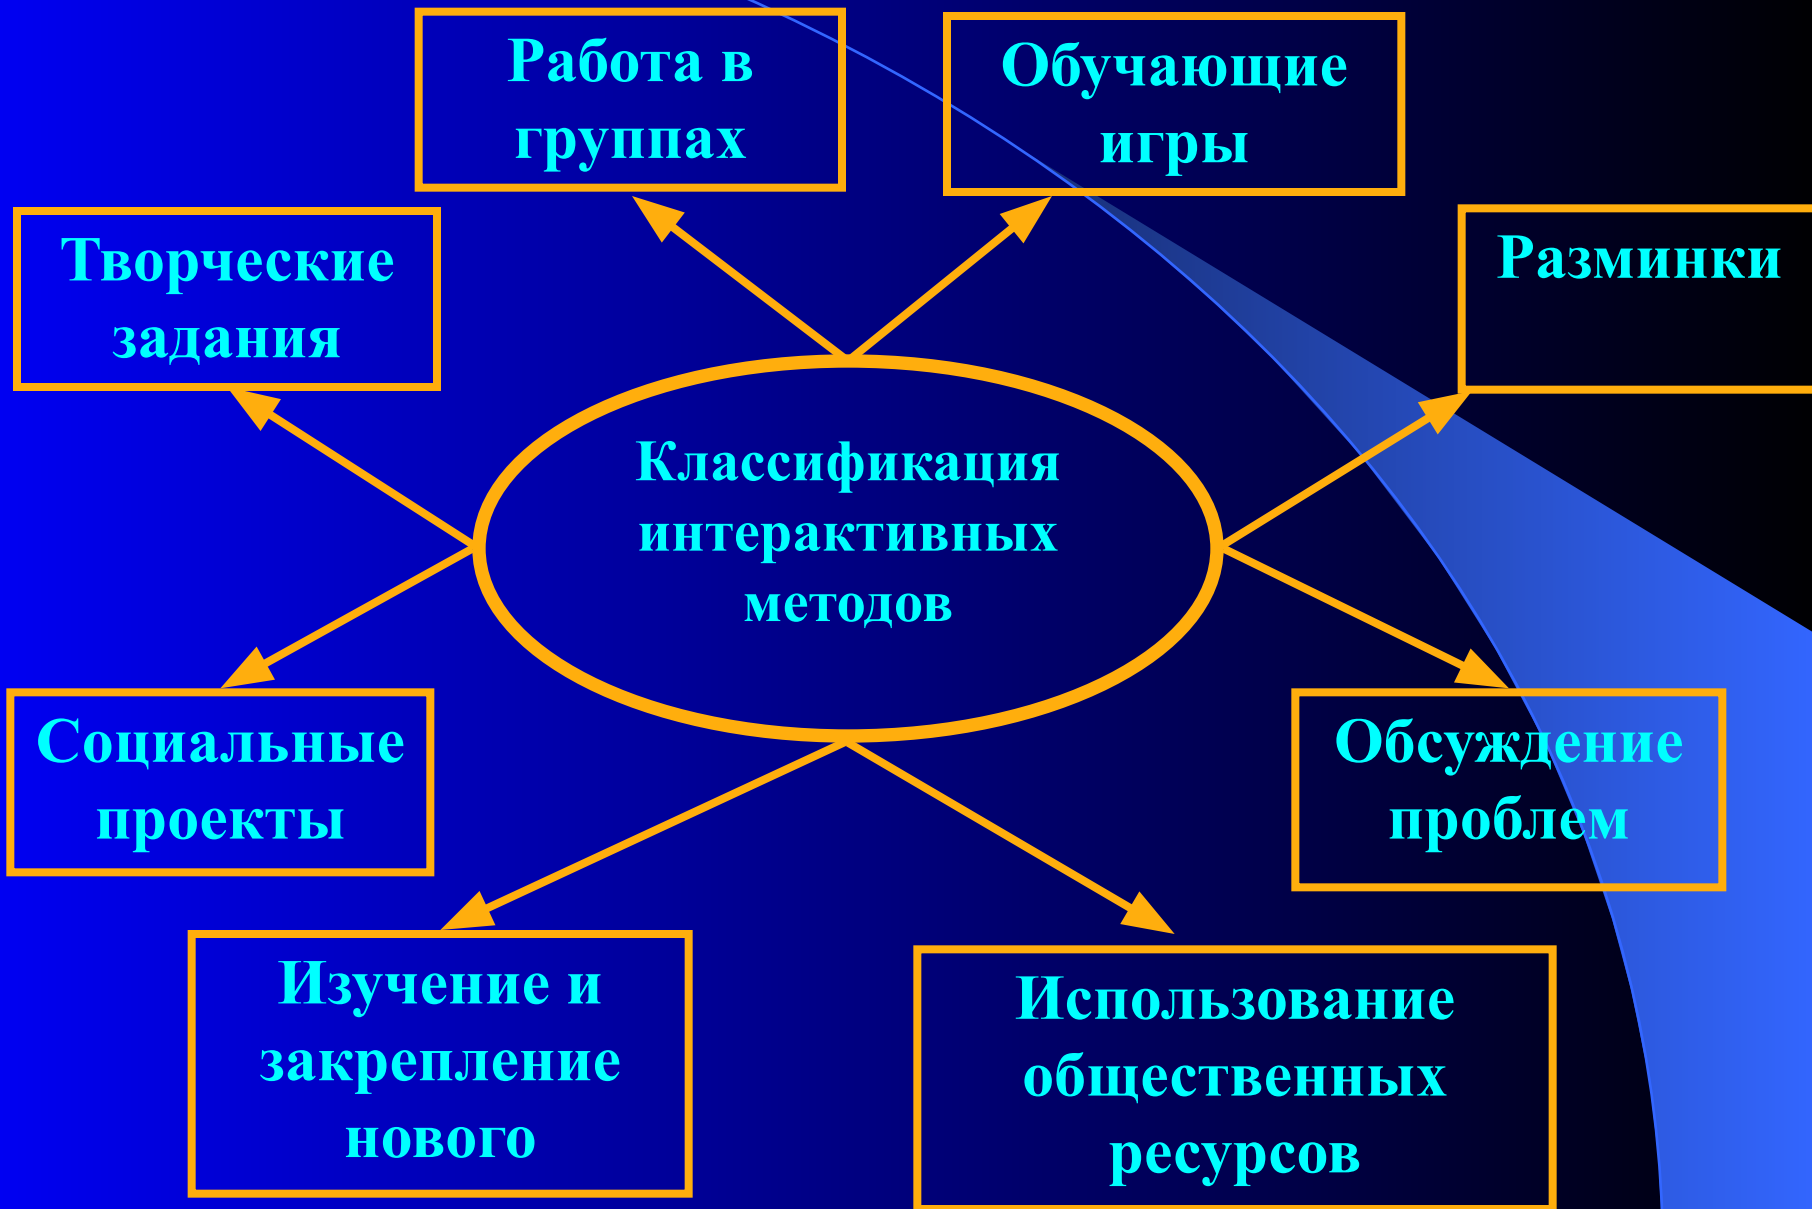 Работа в
группах
Обучающие
игры
Творческие
задания
Разминки
Классификация
интерактивных
методов
Социальные
проекты
Обсуждение
проблем
Изучение и
закрепление
нового
Использование
общественных
ресурсов